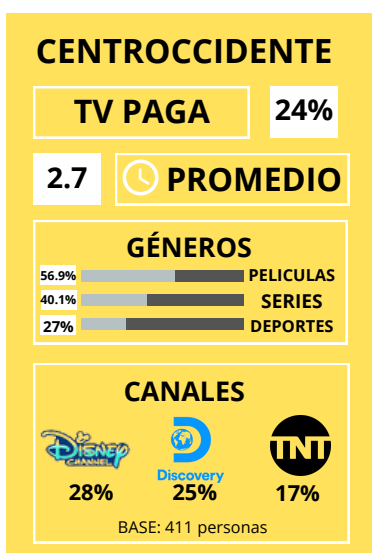 CENTROCCIDENTE
TV PAGA 24%
2.7 PROMEDIO
GÉNEROS
56.9% PELICULAS
40.1% SERIES
27% DEPORTES
CANALES
DISNEY CHANNEL
Discovery
TNT
28% 25% 17%
BASE: 411 personas